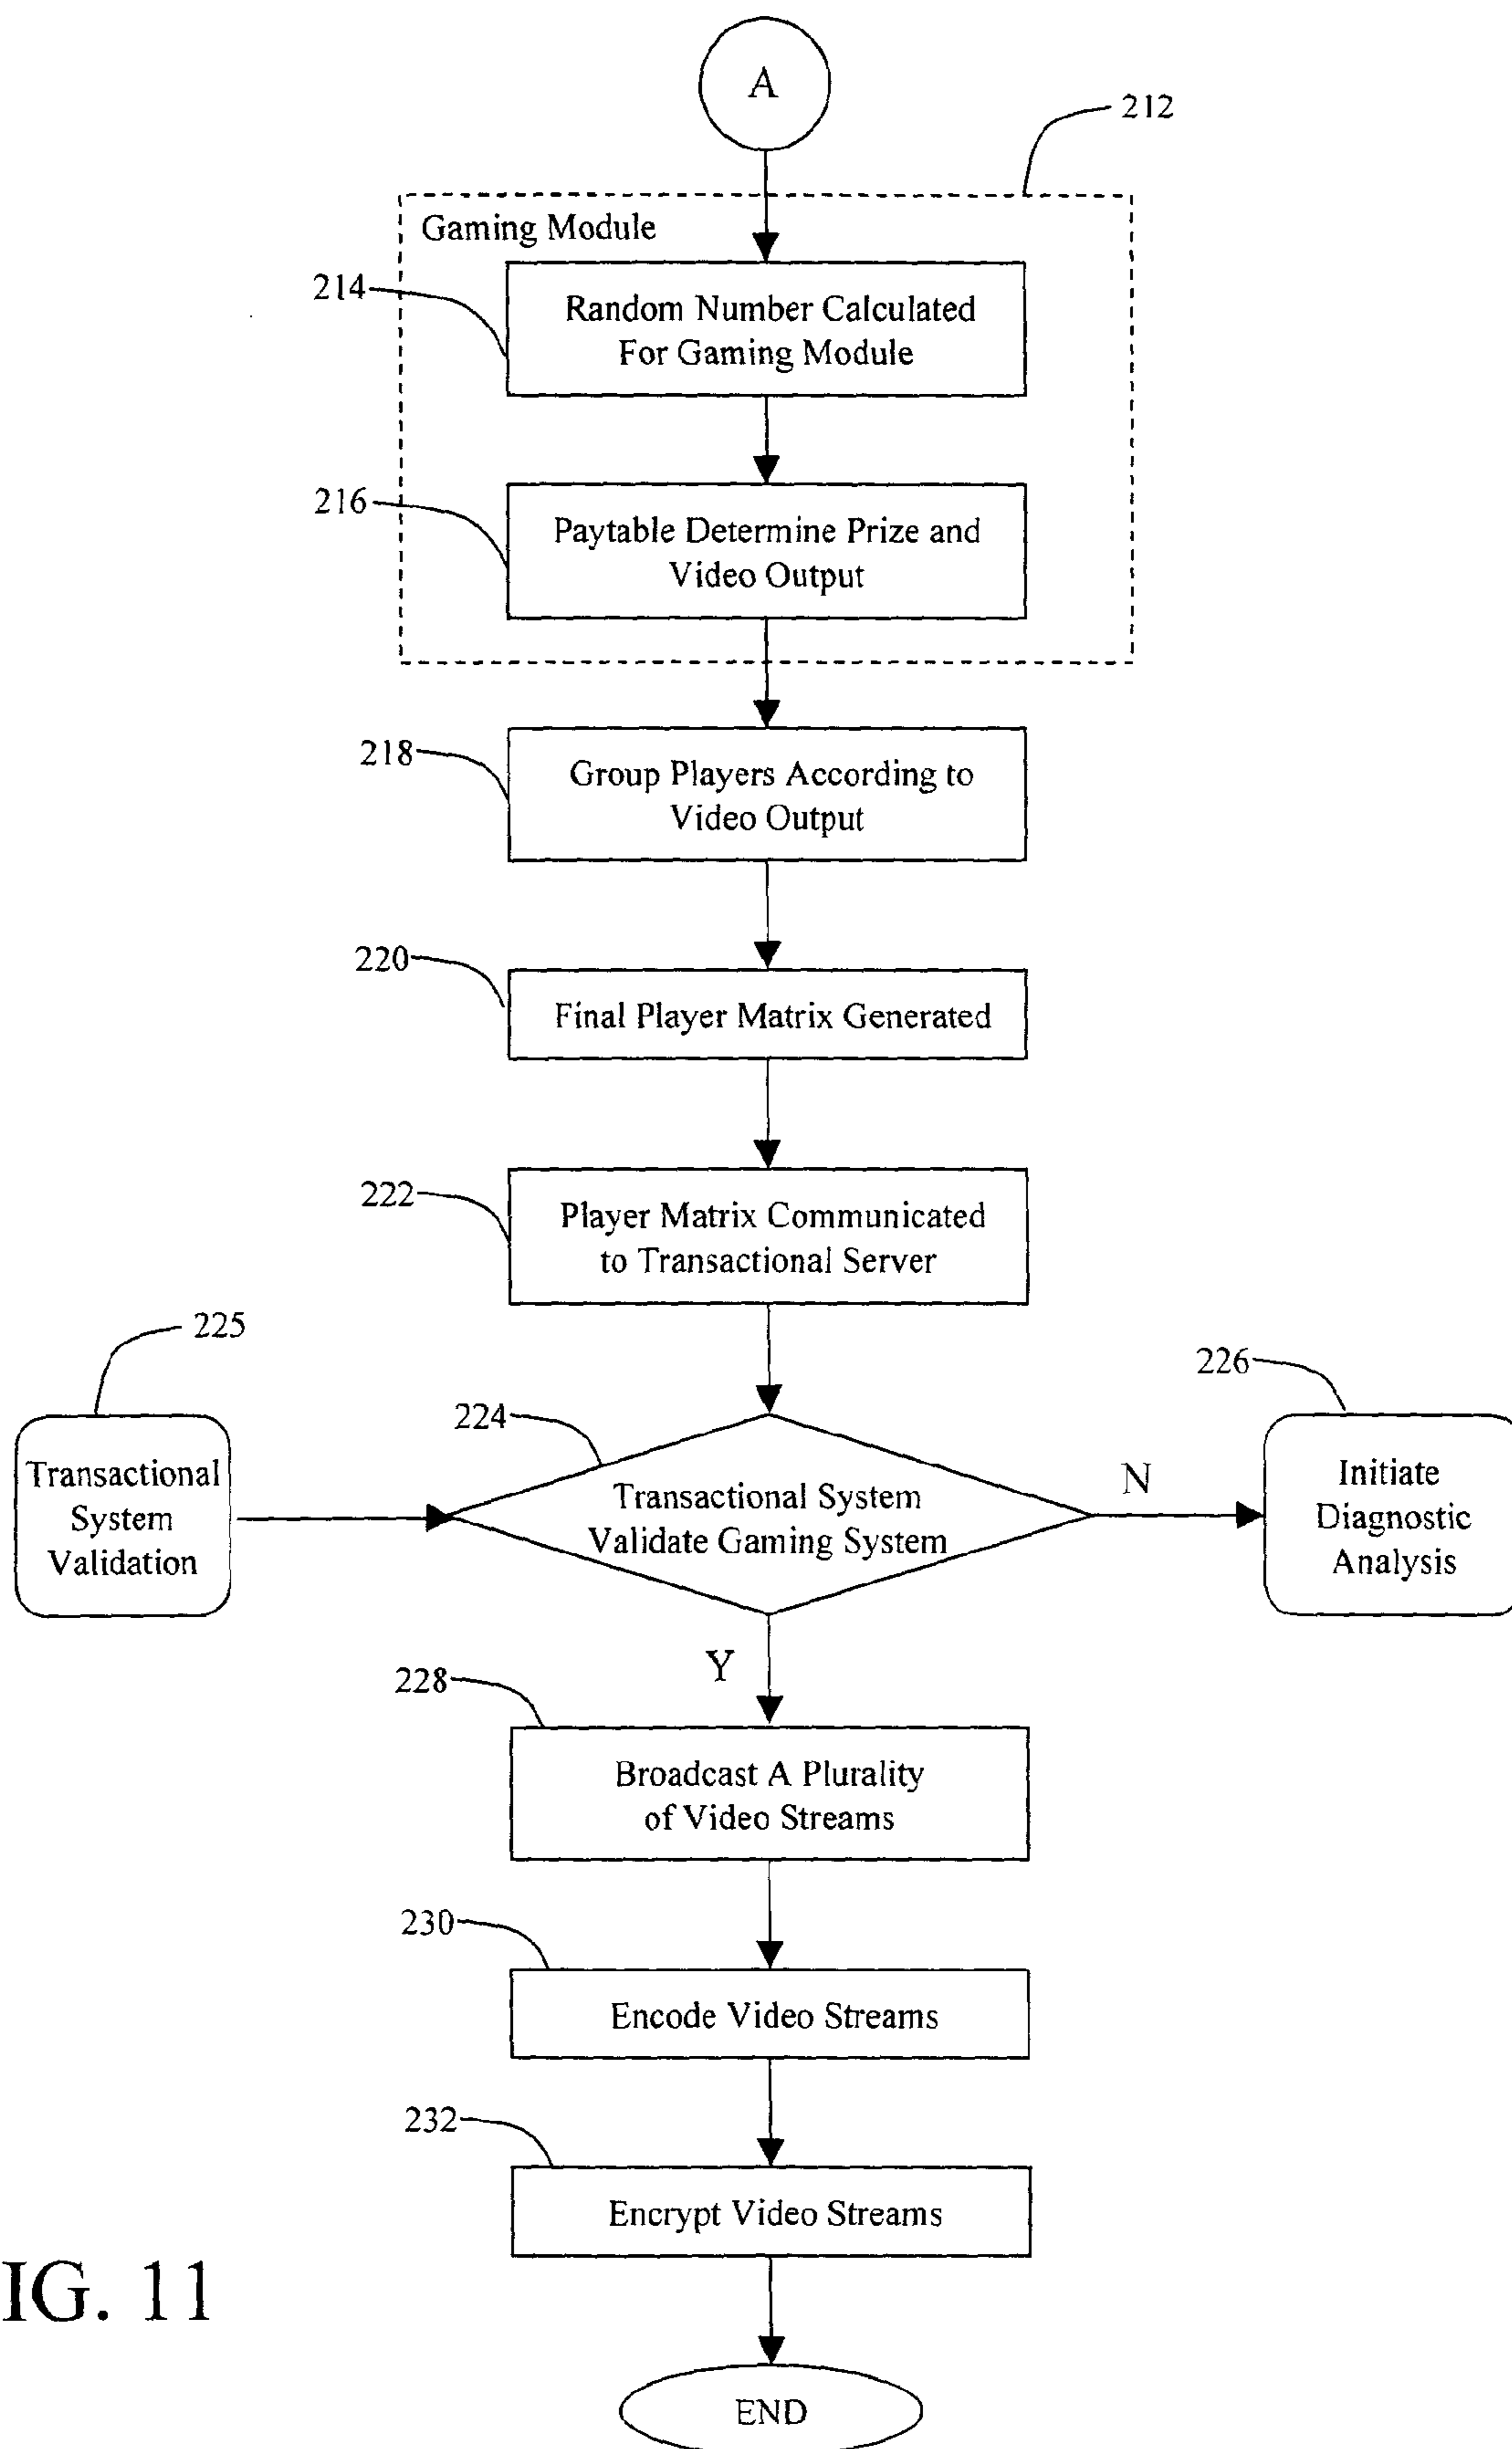 A
212
Gaming Module
214
Random Number Calculated
For Gaming Module
216
Paytable Determine Prize and
Video Output
218
Group Players According to
Video Output
220
Final Player Matrix Generated
222
Player Matrix Communicated
to Transactional Server
225
Transactional
System
Validation
224
Transactional System
Validate Gaming System
N
226
Initiate
Diagnostic
Analysis
Y
228
Broadcast A Plurality
of Video Streams
230
Encode Video Streams
232
Encrypt Video Streams
IG. 11
END